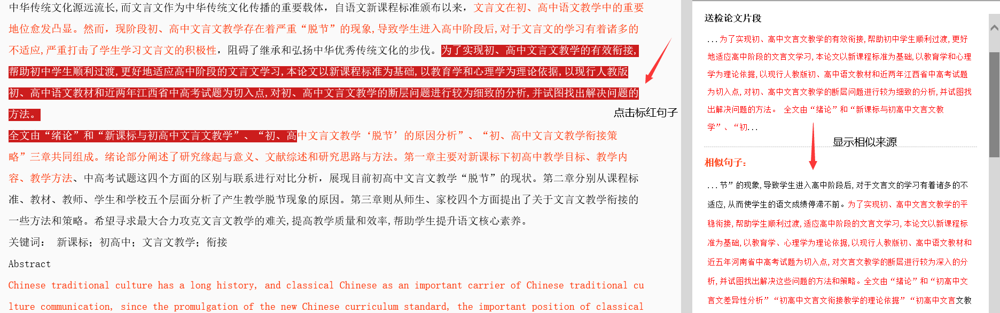 中华传统文化源远流长,而文言文作为中华传统文化传播的重要载体，自语文新课程标准颁布以来，文言文在初、高中语文教学中的重要
地位愈发凸显。然而，现阶段初、高中文言文教学存在着严重“脱节”的现象,导致学生进入高中阶段后,对于文言文的学习有着诸多的
不适应,严重打击了学生学习文言文的积极性，阻碍了继承和弘扬中华优秀传统文化的步伐。为了实现初、高中文言文教学的有效衔接,
帮助初中学生顺利过渡,更好地适应高中阶段的文言文学习,本论文以新课程标准为基础,以教育学和心理学为理论依据,以现行人教版
初、高中语文教材和近两年江西省中高考试题为切入点,对初、高中文言文教学的断层问题进行较为细致的分析,并试图找出解决问题的
方法。
全文由“绪论”和“新课标与初高中文言文教学”、“初、高中文言文教学‘脱节’的原因分析”、“初、高中文言文教学衔接策
略”三章共同组成。绪论部分阐述了研究缘起与意义、文献综述和研究思路与方法。第一章主要对新课标下初高中教学目标、教学内
容、教学方法、中高考试题这四个方面的区别与联系进行对比分析，展现目前初高中文言文教学“脱节”的现状。第二章分别从课程标
准、教材、教师、学生和学校五个层面分析了产生教学脱节现象的原因。第三章则从师生、家校四个方面提出了关于文言文教学衔接的
一些方法和策略。希望寻求最大合力攻克文言文教学的难关,提高教学质量和效率,帮助学生提升语文核心素养。
关键词： 新课标；初高中；文言文教学；衔接
Abstract
Chinese traditional culture has a long history, and classical Chinese as an important carrier of Chinese traditional cu
lture communication, since the promulgation of the new Chinese curriculum standard, the important position of classical
点击标红句子
送检论文片段
...为了实现初、高中文言文教学的有效衔接,帮助初中学生顺利过渡,更好
地适应高中阶段的文言文学习,本论文以新课程标准为基础,以教育学和心理
学为理论依据,以现行人教版初、高中语文教材和近两年江西省中高考试题
为切入点,对初、高中文言文教学的断层问题进行较为细致的分析,并试图找
出解决问题的方法。 全文由“绪论”和“新课标与初高中文言文教
学”、“初...
显示相似来源
相似句子：
...节”的现象,导致学生进入高中阶段后,对于文言文的学习有着诸多的不
适应,从而使学生的语文成绩停滞不前。为了实现初、高中文言文教学的平
稳衔接,帮助学生顺利过渡,适应高中阶段的文言文学习,本论文以新课程标
准为基础,以教育学、心理学为理论依据,以现行人教版初、高中语文教材和
近五年河南省中高考试题为切入点,对文言文教学的断层进行较为深入的分
析,并试图找出解决这些问题的方法和策略。全文由“绪论”和“初高中文
言文差异性分析”“初高中文言文衔接教学的理论依据”“初高中文言文教